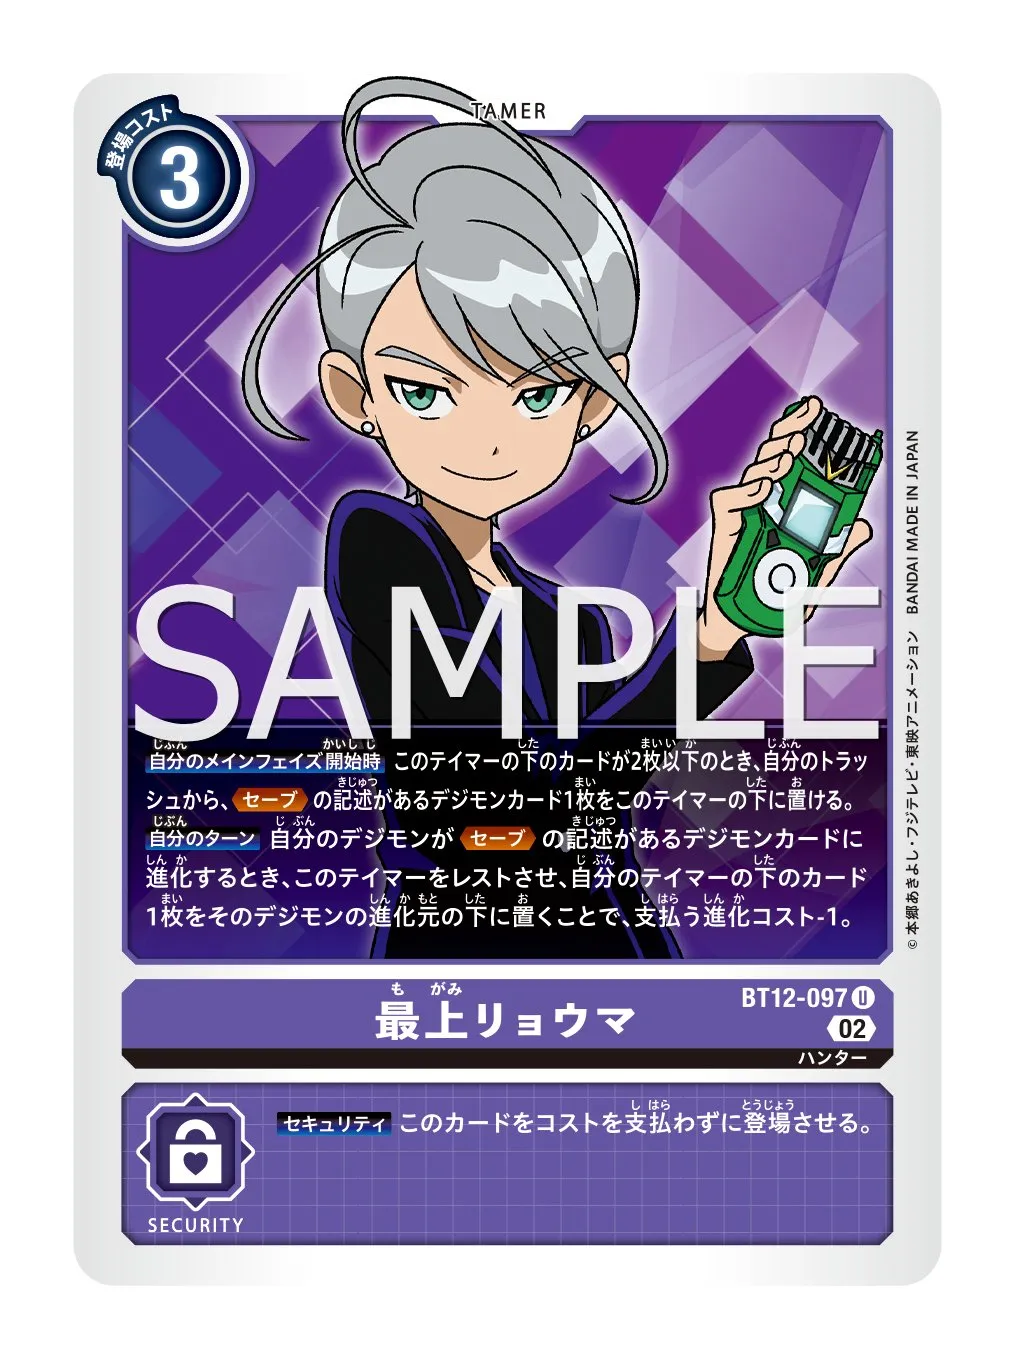 TAMER
登場コスト
3
SAMPLE
自分のメインフェイズ開始時 このテイマーの下のカードが2枚以下のとき、自分のトラッ
シュから、セーブ の記述があるデジモンカード1枚をこのテイマーの下に置ける。
自分のターン 自分のデジモンが セーブ の記述があるデジモンカードに
進化するとき、このテイマーをレストさせ、自分のテイマーの下のカード
1枚をそのデジモンの進化元の下に置くことで、支払う進化コスト-1。
©本郷あきよし・フジテレビ・東映アニメーション BANDAI MADE IN JAPAN
もがみ
最上リョウマ
BT12-097 U
02
ハンター
セキュリティ このカードをコストを支払わずに登場させる。
SECURITY